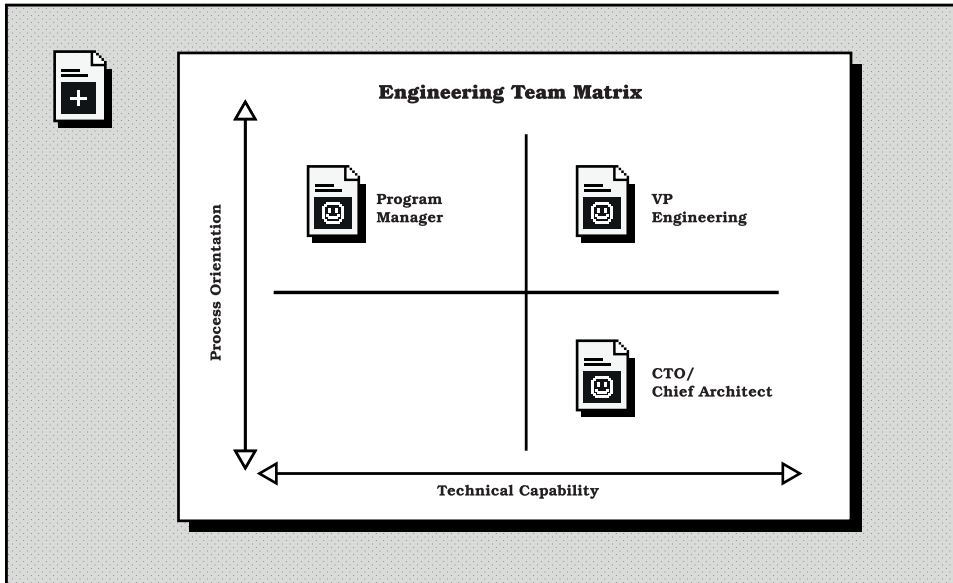 Engineering Team Matrix
Process Orientation
Program
Manager
VP
Engineering
CTO/
Chief Architect
Technical Capability